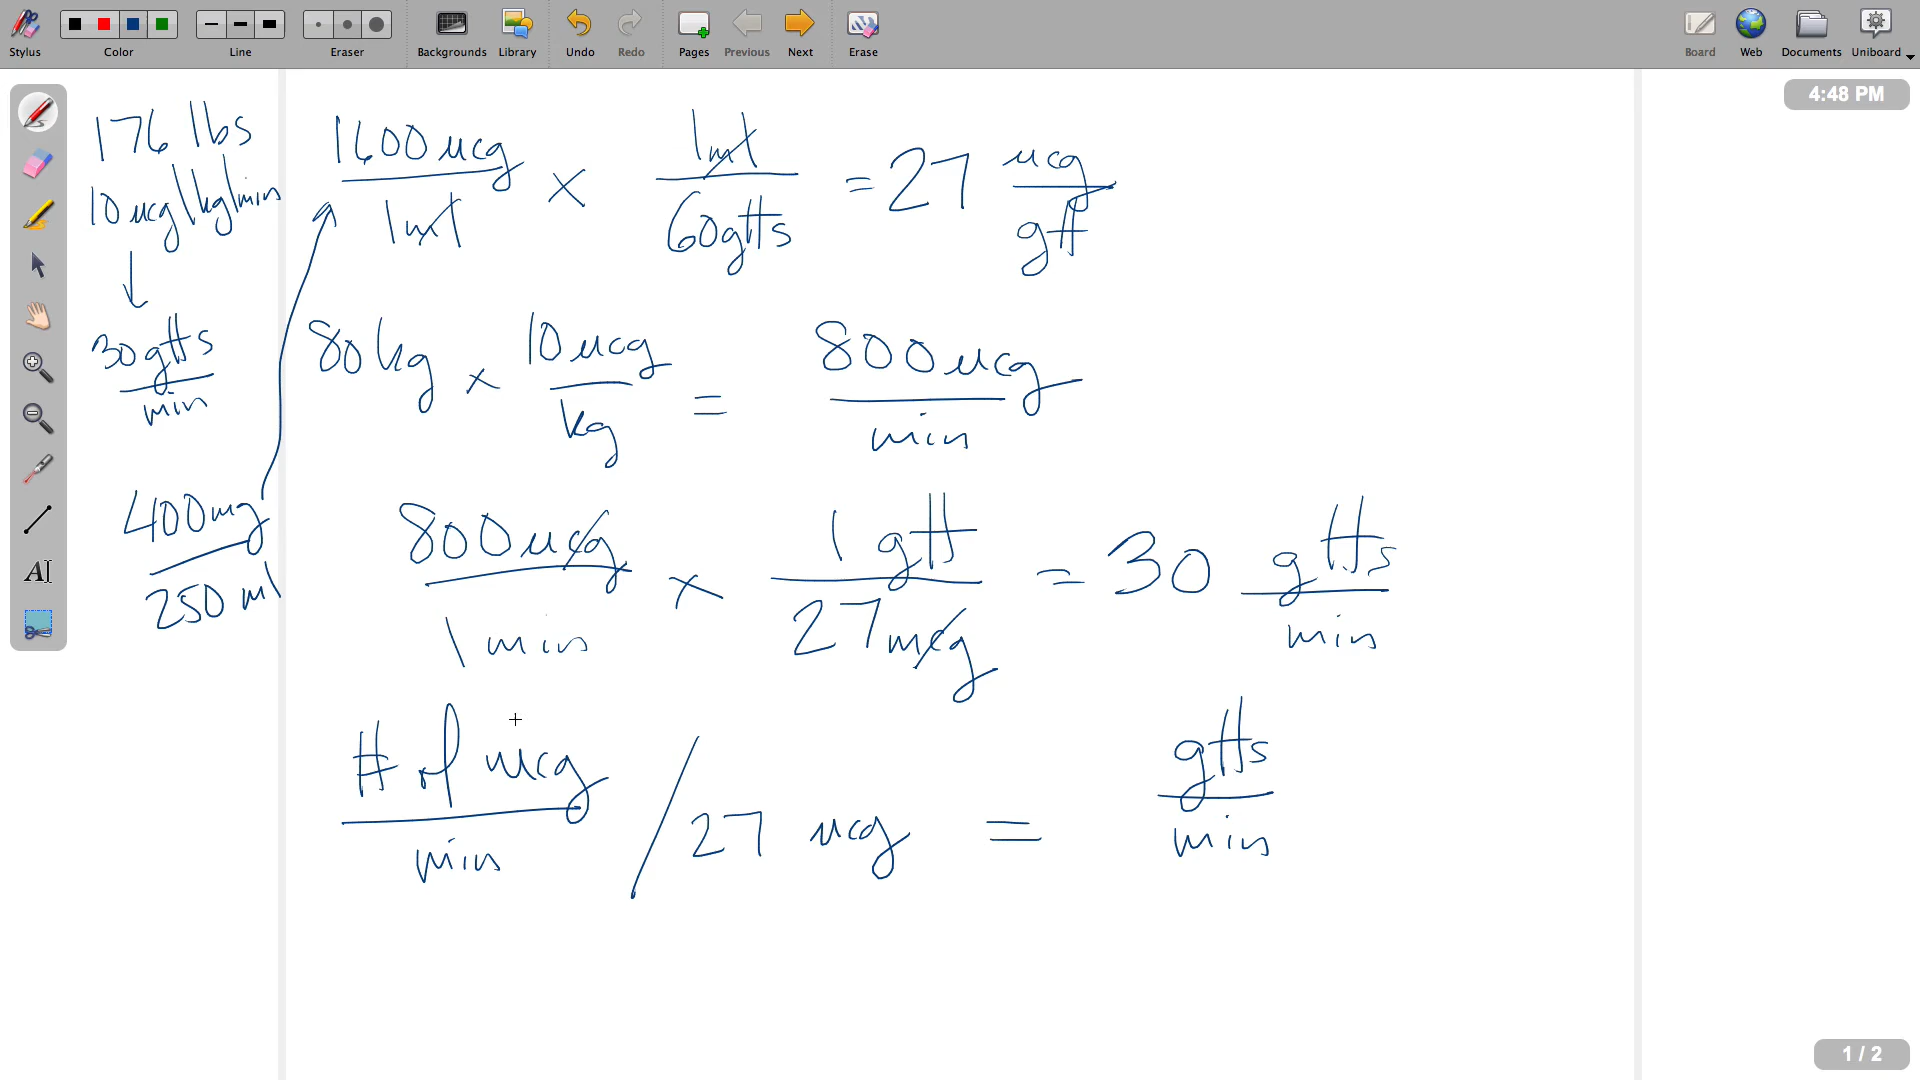 Stylus Color Line Eraser Backgrounds Library Undo Redo Pages Previous Next Erase Board Web Documents Uniboard
4:48 PM
176 lbs
10 mcg/kg/min
↓
30 gtts
min
400 mg
250 ml
1600 mcg × 1 ml = 27 mcg
1 ml 60 gtts gtt
80 kg × 10 mcg = 800 mcg
kg min
800 mcg × 1 gtt = 30 gtts
1 min 27 mcg min
# of mcg / 27 mcg = gtts
min min
1 / 2